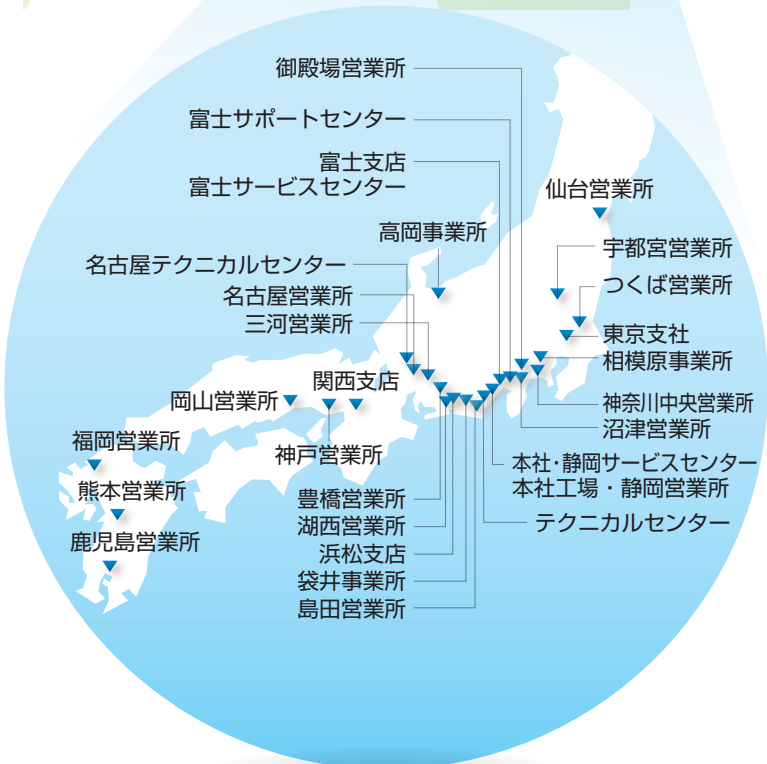 御殿場営業所
富士サポートセンター
富士支店
富士サービスセンター
仙台営業所
高岡事業所
宇都宮営業所
名古屋テクニカルセンター
つくば営業所
名古屋営業所
三河営業所
東京支社
相模原事業所
関西支店
岡山営業所
神奈川中央営業所
沼津営業所
福岡営業所
神戸営業所
本社・静岡サービスセンター
本社工場・静岡営業所
熊本営業所
豊橋営業所
湖西営業所
テクニカルセンター
鹿児島営業所
浜松支店
袋井事業所
島田営業所